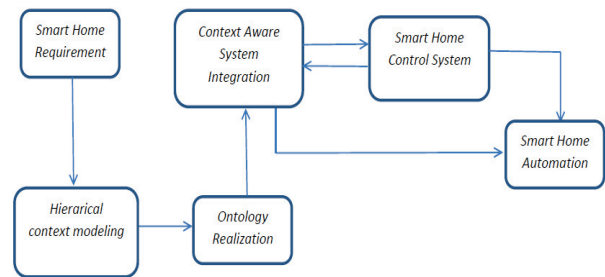 Smart Home
Requirement
Context Aware
System
Integration
Smart Home
Control System
Smart Home
Automation
Hierarical
context modeling
Ontology
Realization